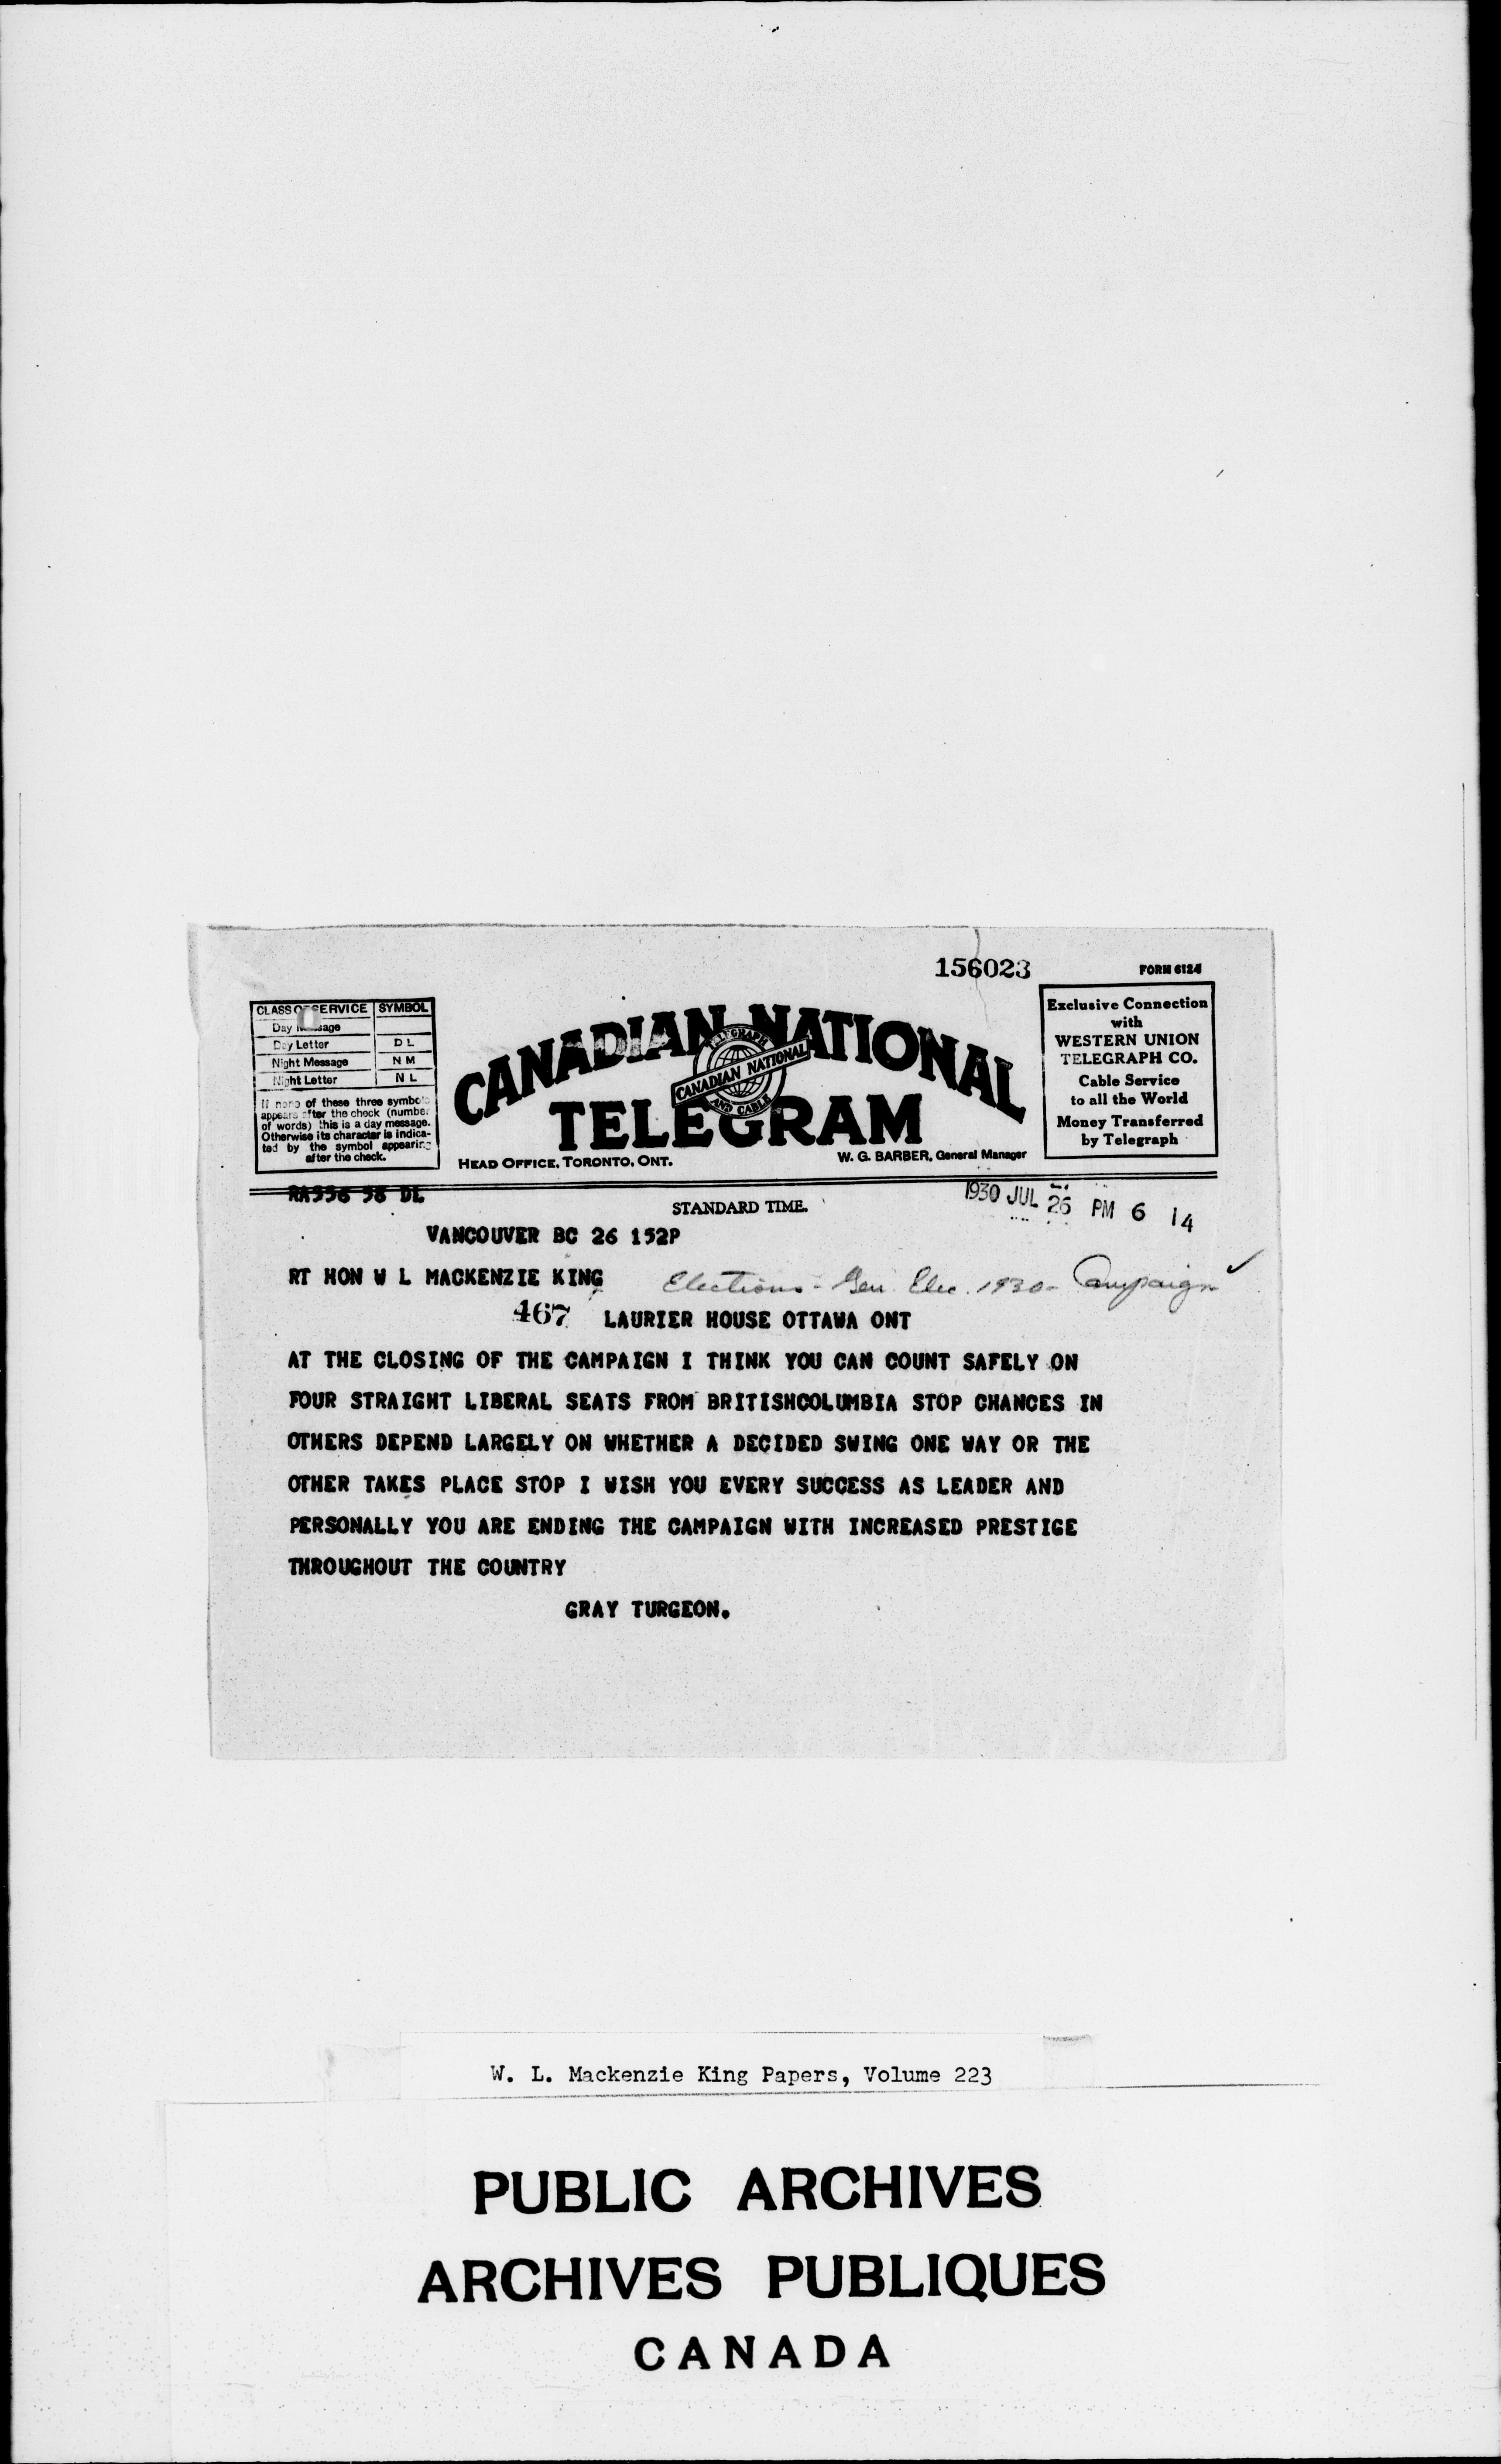 156023
FORM 6124
CLASS OF SERVICE SYMBOL
Day Message
Day Letter D L
Night Message N M
Night Letter N L
If none of these three symbols
appears after the check (number
of words) this is a day message.
Otherwise its character is indica-
ted by the symbol appearing
after the check.
CANADIAN NATIONAL
TELEGRAM
TELEGRAPH
CANADIAN NATIONAL
AND CABLE
HEAD OFFICE, TORONTO, ONT.
W. G. BARBER, General Manager
Exclusive Connection
with
WESTERN UNION
TELEGRAPH CO.
Cable Service
to all the World
Money Transferred
by Telegraph
58 DL
STANDARD TIME.
1930 JUL 26 PM 6 14
VANCOUVER BC 26 152P
RT HON W L MACKENZIE KING
Elections - Gen. Elec. 1930 - Campaign
467 LAURIER HOUSE OTTAWA ONT
AT THE CLOSING OF THE CAMPAIGN I THINK YOU CAN COUNT SAFELY ON
FOUR STRAIGHT LIBERAL SEATS FROM BRITISHCOLUMBIA STOP CHANCES IN
OTHERS DEPEND LARGELY ON WHETHER A DECIDED SWING ONE WAY OR THE
OTHER TAKES PLACE STOP I WISH YOU EVERY SUCCESS AS LEADER AND
PERSONALLY YOU ARE ENDING THE CAMPAIGN WITH INCREASED PRESTIGE
THROUGHOUT THE COUNTRY
GRAY TURGEON.
W. L. Mackenzie King Papers, Volume 223
PUBLIC ARCHIVES
ARCHIVES PUBLIQUES
CANADA